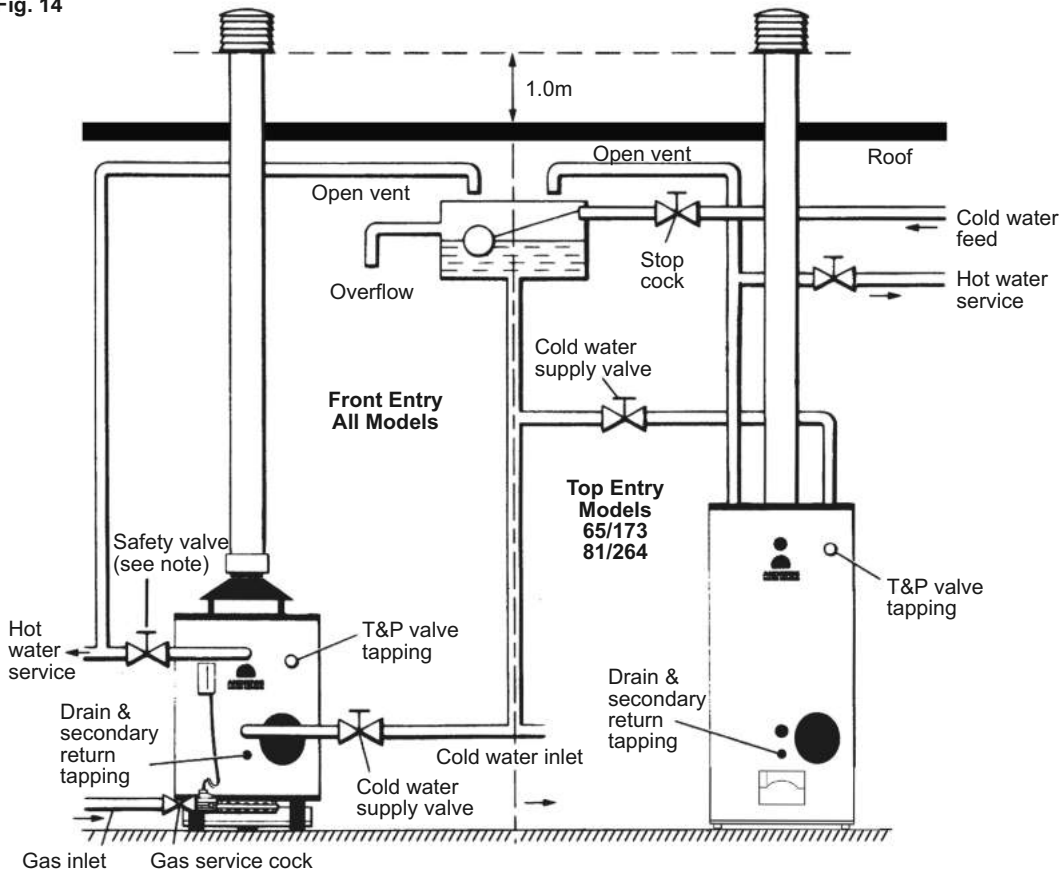 Fig. 14
1.0m
Roof
Open vent
Open vent
Cold water
feed
Stop
cock
Overflow
Hot water
service
Cold water
supply valve
Front Entry
All Models
Top Entry
Models
65/173
81/264
Safety valve
(see note)
T&P valve
tapping
T&P valve
tapping
Hot
water
service
Drain &
secondary
return
tapping
Drain &
secondary
return
tapping
Cold water inlet
Cold water
supply valve
Gas inlet
Gas service cock